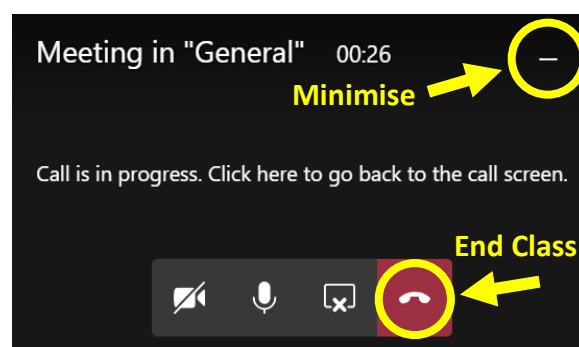 Meeting in "General" 00:26
Minimise
Call is in progress. Click here to go back to the call screen.
End Class